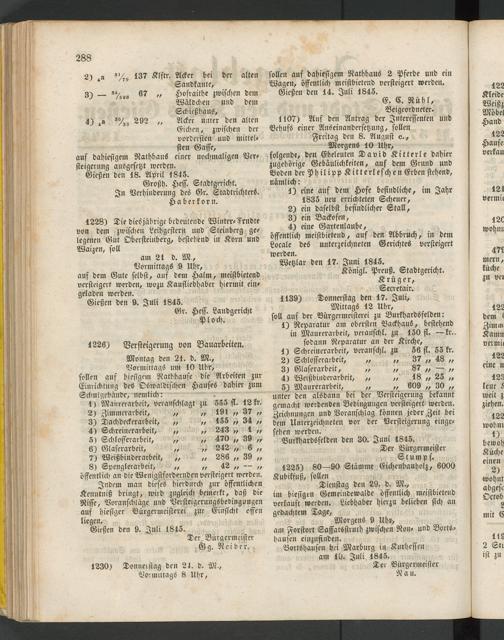 288
2) „a 31/75 137 Klftr. Acker bei der alten
Sandkaute,
3) — 67 „ Hofraithe zwischen dem
Wäldchen und dem
Schießhaus,
4) „a 292 „ Acker unter den alten
Eichen, zwischen der
vordersten und mittel-
sten Gasse,
auf dahiesigem Rathhaus einer nochmaligen Ver-
steigerung ausgesetzt werden.
Gießen den 18. April 1845.
Großh. Hess. Stadtgericht.
In Verhinderung des Gr. Stadtrichters.
Haberkorn.
1228) Die diesjährige bedeutende Winter-Erndte
von dem zwischen Leihgestern und Steinberg ge-
legenen Gut Obersteinberg, bestehend in Korn und
Waizen, soll
am 21 d. M.,
Vormittags 9 Uhr,
auf dem Gute selbst, auf dem Halm, meistbietend
versteigert werden, wozu Kaufliebhaber hiermit ein-
geladen werden.
Gießen den 9. Juli 1845.
Gr. Hess. Landgericht
Ploch.
1226) Versteigerung von Bauarbeiten.
Montag den 21. d. M.,
Vormittags um 10 Uhr,
sollen auf hiesigem Rathhause die Arbeiten zur
Einrichtung des Oswaldischen Hauses dahier zum
Schulgebäude, nemlich:
1) Maurerarbeit, veranschlagt zu 555 fl. 12 kr.
2) Zimmerarbeit, „ „ 191 „ 37 „
3) Dachdeckerarbeit, „ „ 155 „ 34 „
4) Schreinerarbeit, „ „ 243 „ 4 „
5) Schlosserarbeit, „ „ 470 „ 39 „
6) Glaserarbeit, „ „ 242 „ 6 „
7) Weißbinderarbeit, „ „ 286 „ 39 „
8) Spenglerarbeit, „ „ 42 „ — „
öffentlich an die Wenigstfordernden versteigert werden.
Indem man dieses hierdurch zur öffentlichen
Kenntniß bringt, wird zugleich bemerkt, daß die
Risse, Voranschläge und Versteigerungsbedingungen
auf hiesiger Bürgermeisterei zur Einsicht offen
liegen.
Gießen den 9. Juli 1845.
Der Bürgermeister
Gg. Reiber.
1230) Donnerstag den 24. d. M.,
Vormittags 8 Uhr,
sollen auf dahiesigem Rathhaus 2 Pferde und ein
Wagen, öffentlich meistbietend versteigert werden.
Gießen den 14. Juli 1845.
E. C. Rühl,
Beigeordneter.
1107) Auf den Antrag der Interessenten und
Behufs einer Auseinandersetzung, sollen
Freitag den 8. August c.,
Morgens 10 Uhr,
folgende, den Eheleuten David Kitterle dahier
zugehörige Gebäulichkeiten, auf dem Grund und
Boden der Philipp Kitterleschen Erben stehend,
nämlich:
1) eine auf dem Hofe befindliche, im Jahr
1835 neu errichteten Scheuer,
2) ein daselbst befindlicher Stall,
3) ein Backofen,
4) eine Gartenlaube,
öffentlich meistbietend, auf den Abbruch, in dem
Locale des unterzeichneten Gerichtes versteigert
werden.
Wetzlar den 17. Juni 1845.
Königl. Preuß. Stadtgericht.
Krüger,
Secretair.
1139) Donnerstag den 17. Juli,
Mittags 12 Uhr,
soll auf der Bürgermeisterei zu Burkhardsfelden:
1) Reparatur am obersten Backhaus, bestehend
in Maurerarbeit, veranschl. zu 150 fl. — kr.
sodann Reparatur an der Kirche,
1) Schreinerarbeit, veranschl. zu 56 fl. 55 kr.
2) Schlosserarbeit, „ „ 37 „ 48 „
3) Glaserarbeit, „ „ 87 „ — „
4) Weißbinderarbeit „ „ 18 „ 25 „
5) Maurerarbeit, „ „ 609 „ 30 „
unter den alsdann bei der Versteigerung bekannt
gemacht werdenden Bedingungen versteigert werden.
Zeichnungen und Voranschlag können jeder Zeit bei
dem Unterzeichneten vor der Versteigerung einge-
sehen werden.
Burkhardsfelden den 30. Juni 1845.
Der Bürgermeister
Stumpf.
1225) 80—90 Stämme Eichenbauholz, 6000
Kubikfuß, sollen
Dienstag den 29. d. M.,
im hiesigen Gemeindewalde öffentlich meistbietend
verkauft werden. Liebhaber hierzu belieben sich an
gedachtem Tage,
Morgens 9 Uhr,
am Forstort Saffabstrauch zwischen Ron- und Borts-
hausen einzufinden.
Bortshausen bei Marburg in Kurhessen
am 10. Juli 1845.
Der Bürgermeister
Nau.